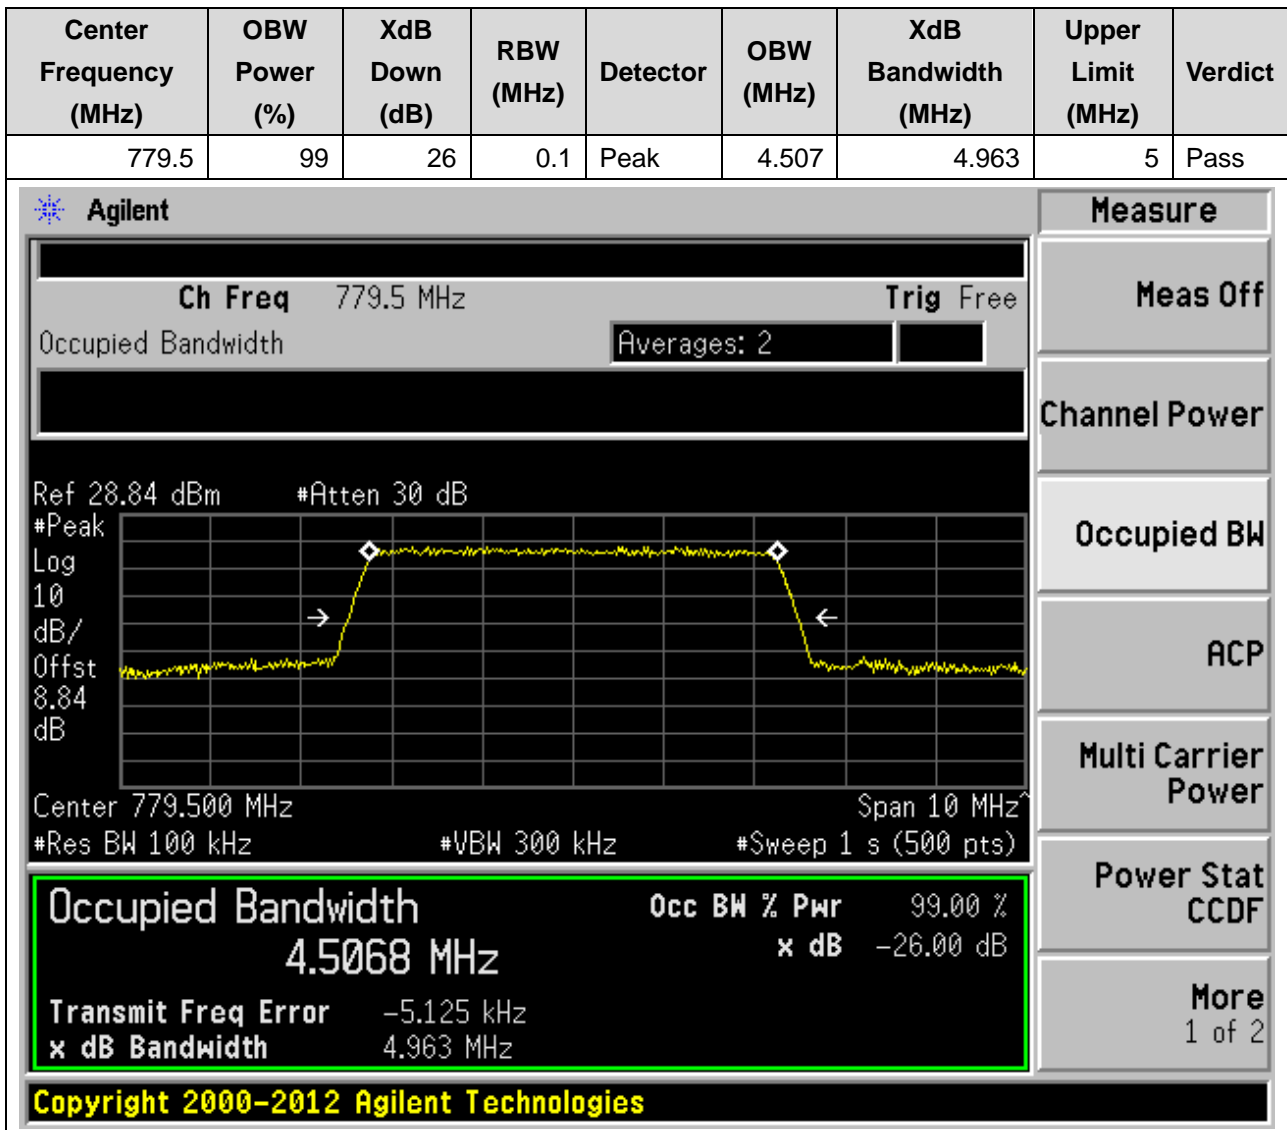 Center Frequency (MHz) OBW Power (%) XdB Down (dB) RBW (MHz) Detector OBW (MHz) XdB Bandwidth (MHz) Upper Limit (MHz) Verdict
779.5 99 26 0.1 Peak 4.507 4.963 5 Pass
Agilent
Measure
Ch Freq 779.5 MHz Trig Free
Meas Off
Occupied Bandwidth Averages: 2
Channel Power
Ref 28.84 dBm #Atten 30 dB
#Peak
Log
10
dB/
Offst
8.84
dB
Occupied BW
ACP
Center 779.500 MHz Span 10 MHz^
#Res BW 100 kHz #VBW 300 kHz #Sweep 1 s (500 pts)
Multi Carrier
Power
Occupied Bandwidth Occ BW % Pwr 99.00 %
4.5068 MHz x dB -26.00 dB
Transmit Freq Error -5.125 kHz
x dB Bandwidth 4.963 MHz
Power Stat
CCDF
More
1 of 2
Copyright 2000-2012 Agilent Technologies